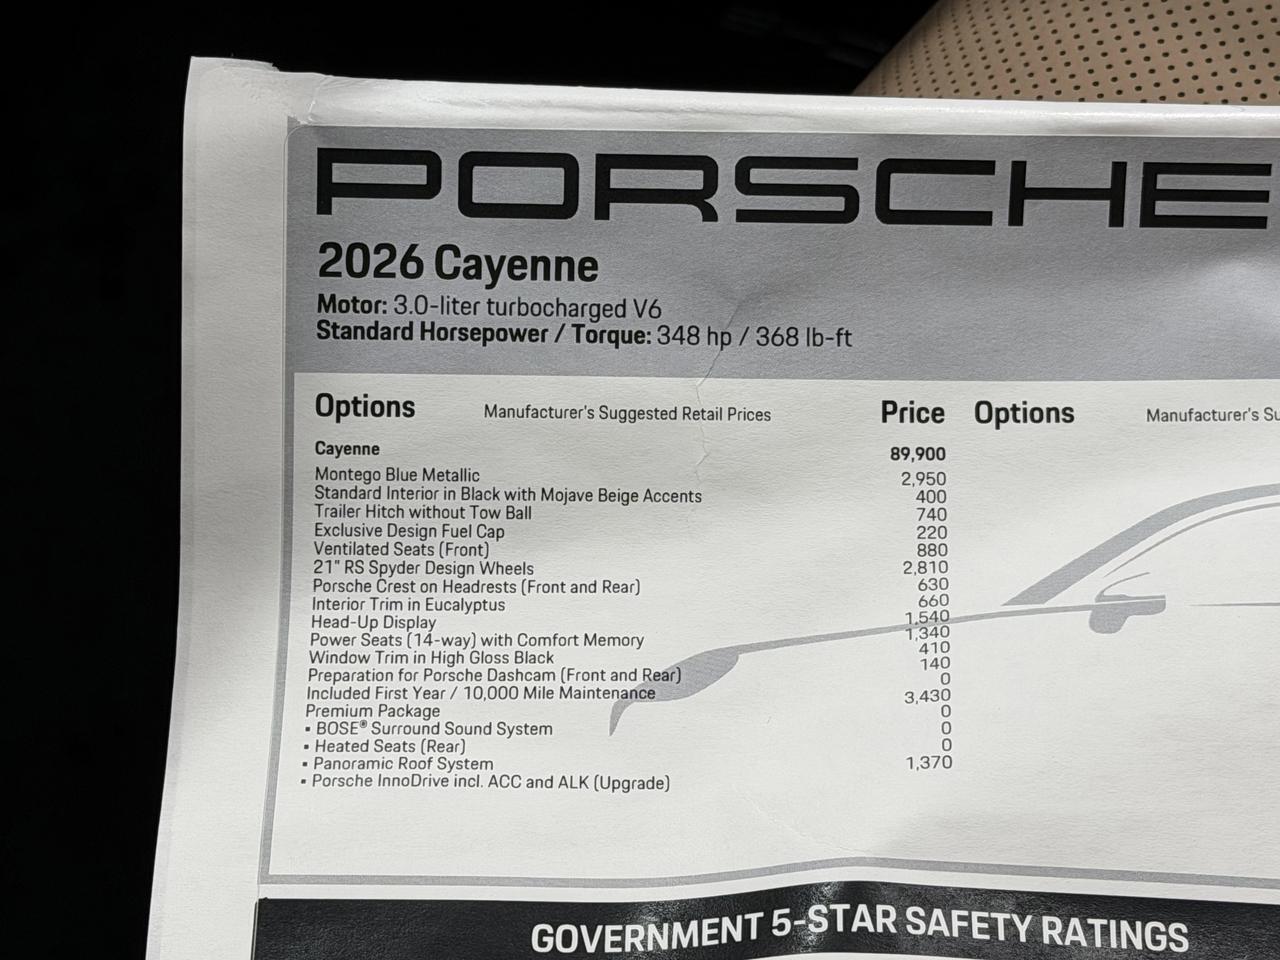 PORSCHE
2026 Cayenne
Motor: 3.0-liter turbocharged V6
Standard Horsepower / Torque: 348 hp / 368 lb-ft
Options Manufacturer's Suggested Retail Prices Price Options Manufacturer's Su
Cayenne 89,900
Montego Blue Metallic 2,950
Standard Interior in Black with Mojave Beige Accents 400
Trailer Hitch without Tow Ball 740
Exclusive Design Fuel Cap 220
Ventilated Seats (Front) 880
21" RS Spyder Design Wheels 2,810
Porsche Crest on Headrests (Front and Rear) 630
Interior Trim in Eucalyptus 660
Head-Up Display 1,540
Power Seats (14-way) with Comfort Memory 1,340
Window Trim in High Gloss Black 410
Preparation for Porsche Dashcam (Front and Rear) 140
Included First Year / 10,000 Mile Maintenance 0
Premium Package 3,430
▪ BOSE® Surround Sound System 0
▪ Heated Seats (Rear) 0
▪ Panoramic Roof System 0
▪ Porsche InnoDrive incl. ACC and ALK (Upgrade) 1,370
GOVERNMENT 5-STAR SAFETY RATINGS